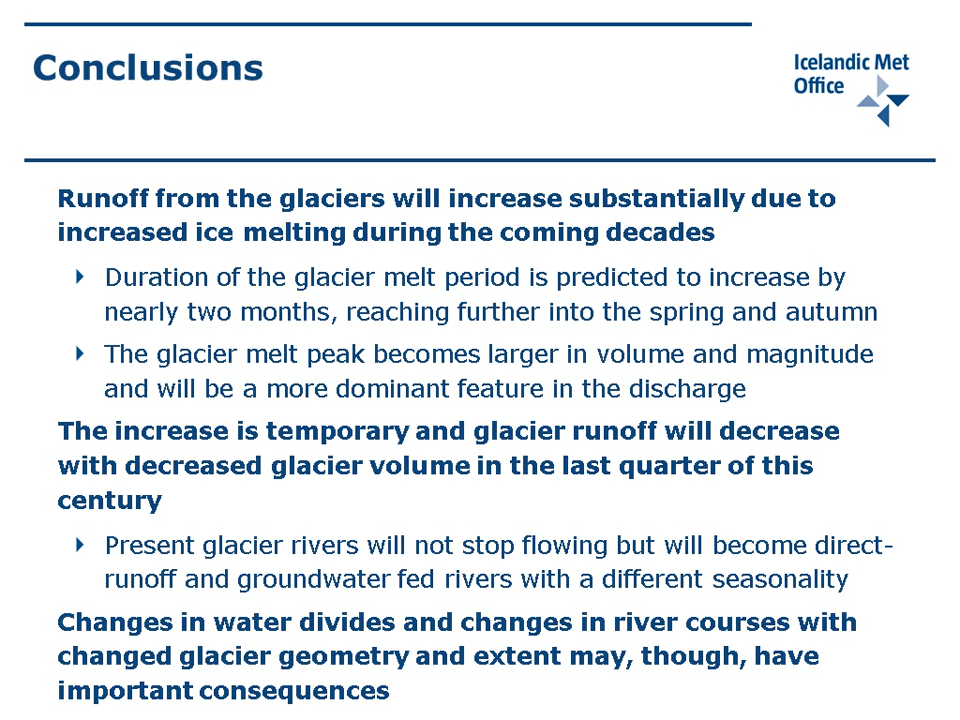 Conclusions
Icelandic Met
Office
Runoff from the glaciers will increase substantially due to
increased ice melting during the coming decades
Duration of the glacier melt period is predicted to increase by
nearly two months, reaching further into the spring and autumn
The glacier melt peak becomes larger in volume and magnitude
and will be a more dominant feature in the discharge
The increase is temporary and glacier runoff will decrease
with decreased glacier volume in the last quarter of this
century
Present glacier rivers will not stop flowing but will become direct-
runoff and groundwater fed rivers with a different seasonality
Changes in water divides and changes in river courses with
changed glacier geometry and extent may, though, have
important consequences